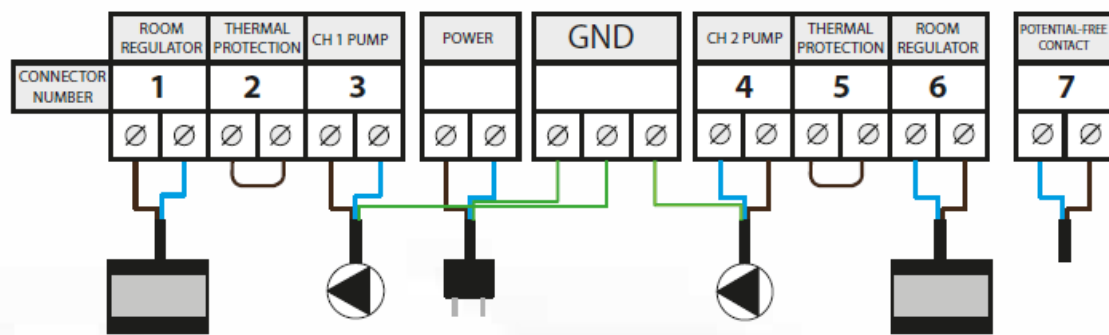 ROOM
REGULATOR
THERMAL
PROTECTION
CH 1 PUMP
POWER
GND
CH 2 PUMP
THERMAL
PROTECTION
ROOM
REGULATOR
POTENTIAL-FREE
CONTACT
CONNECTOR
NUMBER
1
2
3
4
5
6
7